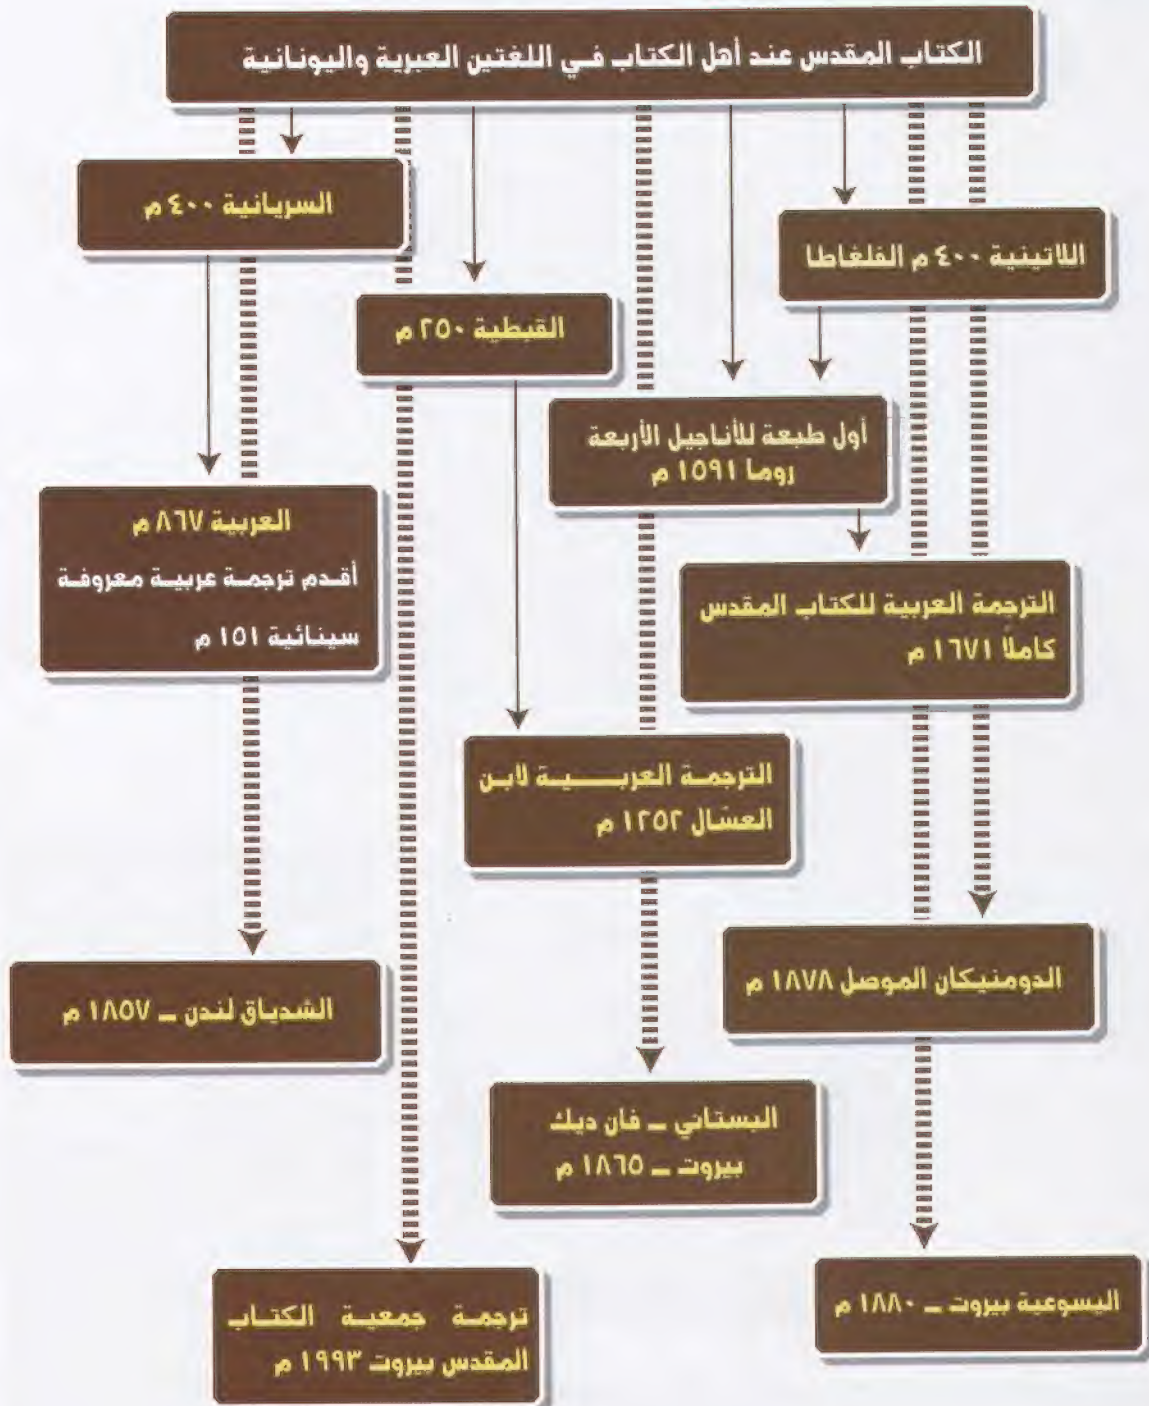 الكتاب المقدس عند أهل الكتاب في اللغتين العبرية واليونانية
السريانية ٤٠٠ م
اللاتينية ٤٠٠ م الفلغاطا
القبطية ٢٥٠ م
أول طبعة للأناجيل الأربعة
روما ١٥٩١ م
العربية ٨٦٧ م
أقدم ترجمة عربية معروفة
سينائية ١٥١ م
الترجمة العربية للكتاب المقدس
كاملاً ١٦٧١ م
الترجمة العربية لابن
العسّال ١٢٥٢ م
الدومنيكان الموصل ١٨٧٨ م
الشدياق لندن – ١٨٥٧ م
البستاني – فان ديك
بيروت – ١٨٦٥ م
اليسوعية بيروت – ١٨٨٠ م
ترجمة جمعية الكتاب
المقدس بيروت ١٩٩٣ م